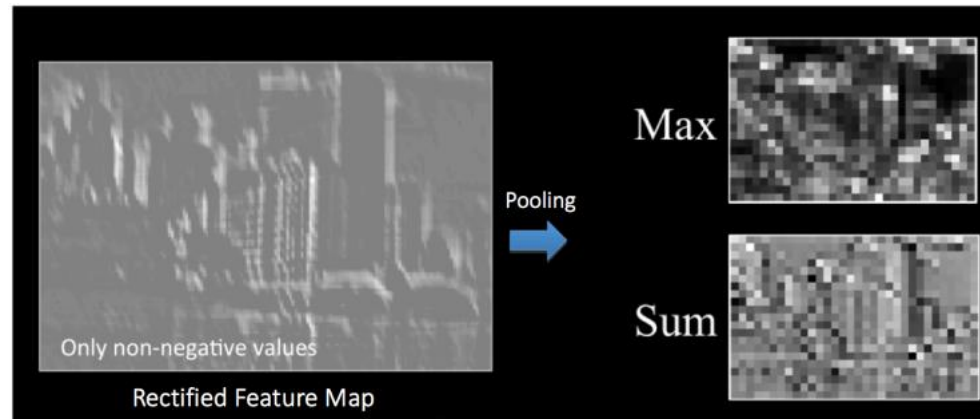 Only non-negative values
Rectified Feature Map
Pooling
Max
Sum